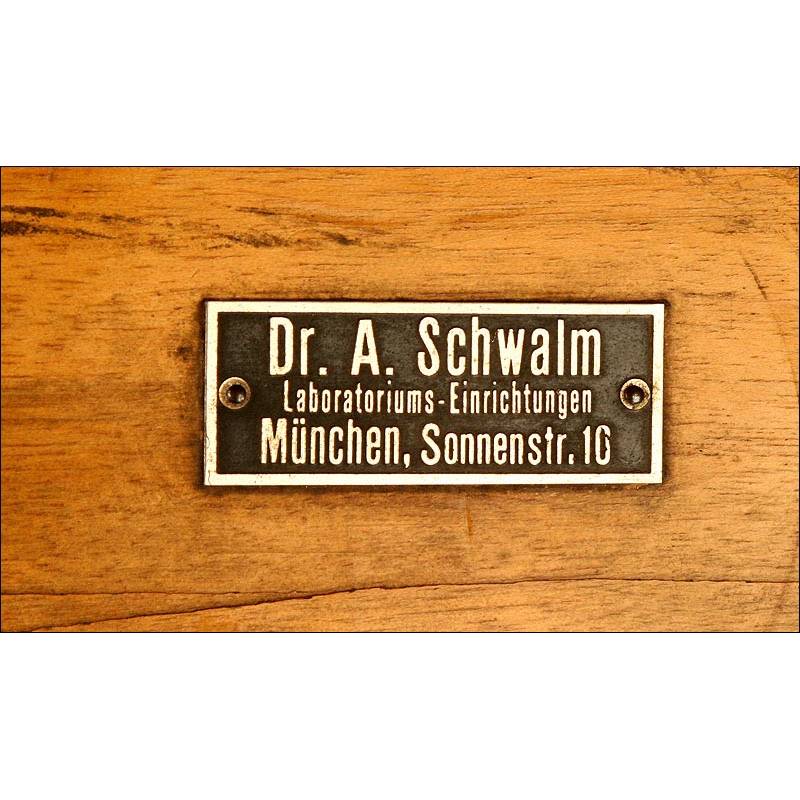 Dr. A. Schwalm
Laboratoriums-Einrichtungen
München, Sonnenstr. 10